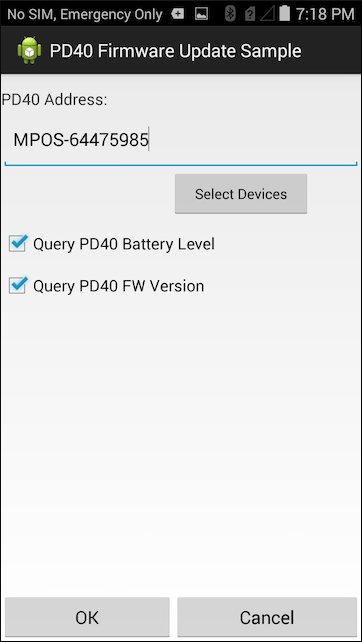 No SIM, Emergency Only 7:18 PM
PD40 Firmware Update Sample
PD40 Address:
MPOS-64475985
Select Devices
Query PD40 Battery Level
Query PD40 FW Version
OK Cancel